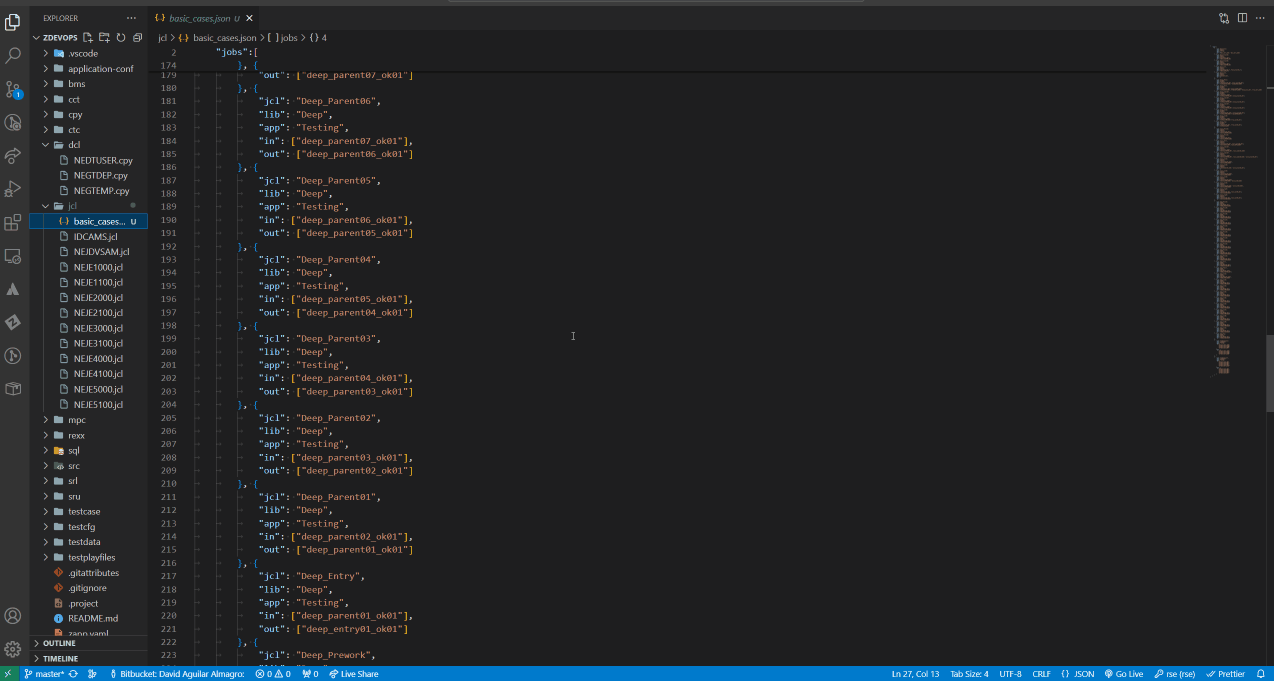 EXPLORER
ZDEVOPS
.vscode
application-conf
bms
cct
cpy
ctc
dcl
NEDTUSER.cpy
NEGTDEP.cpy
NEGTEMP.cpy
jcl
basic_cases... U
IDCAMS.jcl
NEJDVSAM.jcl
NEJE1000.jcl
NEJE1100.jcl
NEJE2000.jcl
NEJE2100.jcl
NEJE3000.jcl
NEJE3100.jcl
NEJE4000.jcl
NEJE4100.jcl
NEJE5000.jcl
NEJE5100.jcl
mpc
rexx
sql
src
srl
sru
testcase
testcfg
testdata
testplayfiles
.gitattributes
.gitignore
.project
README.md
zapp.yaml
OUTLINE
TIMELINE
1
{..} basic_cases.json U
jcl > {..} basic_cases.json > [ ] jobs > {} 4
2 "jobs":[
174 }, {
179 "out": ["deep_parent07_ok01"]
180 }, {
181 "jcl": "Deep_Parent06",
182 "lib": "Deep",
183 "app": "Testing",
184 "in": ["deep_parent07_ok01"],
185 "out": ["deep_parent06_ok01"]
186 }, {
187 "jcl": "Deep_Parent05",
188 "lib": "Deep",
189 "app": "Testing",
190 "in": ["deep_parent06_ok01"],
191 "out": ["deep_parent05_ok01"]
192 }, {
193 "jcl": "Deep_Parent04",
194 "lib": "Deep",
195 "app": "Testing",
196 "in": ["deep_parent05_ok01"],
197 "out": ["deep_parent04_ok01"]
198 }, {
199 "jcl": "Deep_Parent03",
200 "lib": "Deep",
201 "app": "Testing",
202 "in": ["deep_parent04_ok01"],
203 "out": ["deep_parent03_ok01"]
204 }, {
205 "jcl": "Deep_Parent02",
206 "lib": "Deep",
207 "app": "Testing",
208 "in": ["deep_parent03_ok01"],
209 "out": ["deep_parent02_ok01"]
210 }, {
211 "jcl": "Deep_Parent01",
212 "lib": "Deep",
213 "app": "Testing",
214 "in": ["deep_parent02_ok01"],
215 "out": ["deep_parent01_ok01"]
216 }, {
217 "jcl": "Deep_Entry",
218 "lib": "Deep",
219 "app": "Testing",
220 "in": ["deep_parent01_ok01"],
221 "out": ["deep_entry01_ok01"]
222 }, {
223 "jcl": "Deep_Prework",
master* Bitbucket: David Aguilar Almagro: 0 0 0 Live Share Ln 27, Col 13 Tab Size: 4 UTF-8 CRLF {} JSON Go Live rse (rse) Prettier